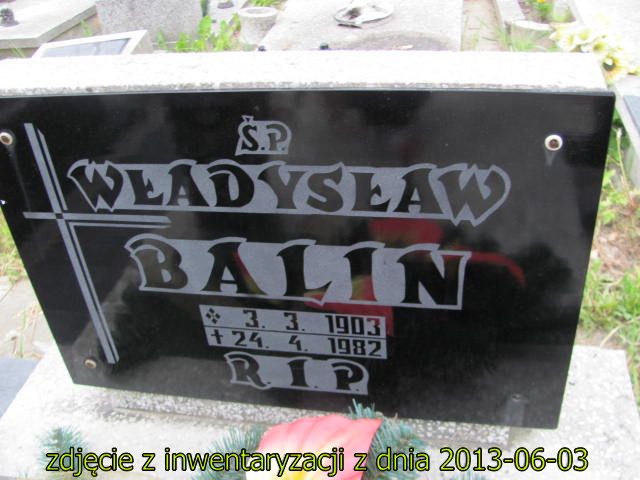 Ś.P.
WŁADYSŁAW
BALIN
3. 3. 1903
✝ 24. 4. 1982
R.I.P.
zdjęcie z inwentaryzacji z dnia 2013-06-03